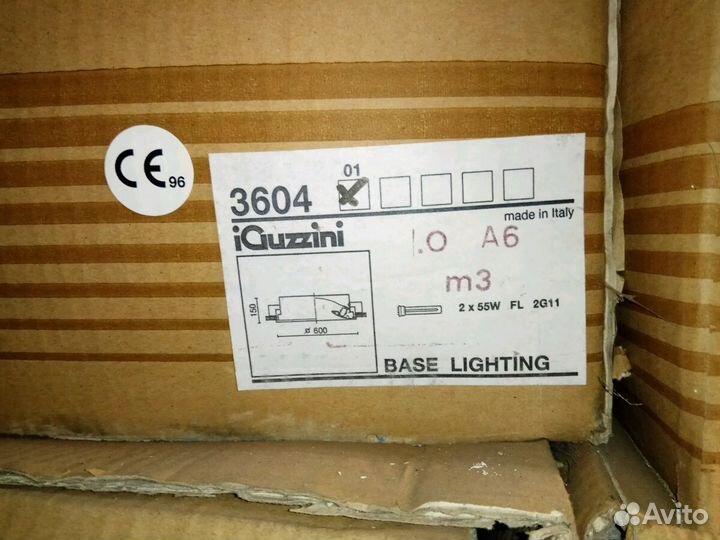 CE 96
01
3604
iGuzzini
made in Italy
1.0 A6
m3
150
ø 600
2 x 55W FL 2G11
BASE LIGHTING
Avito